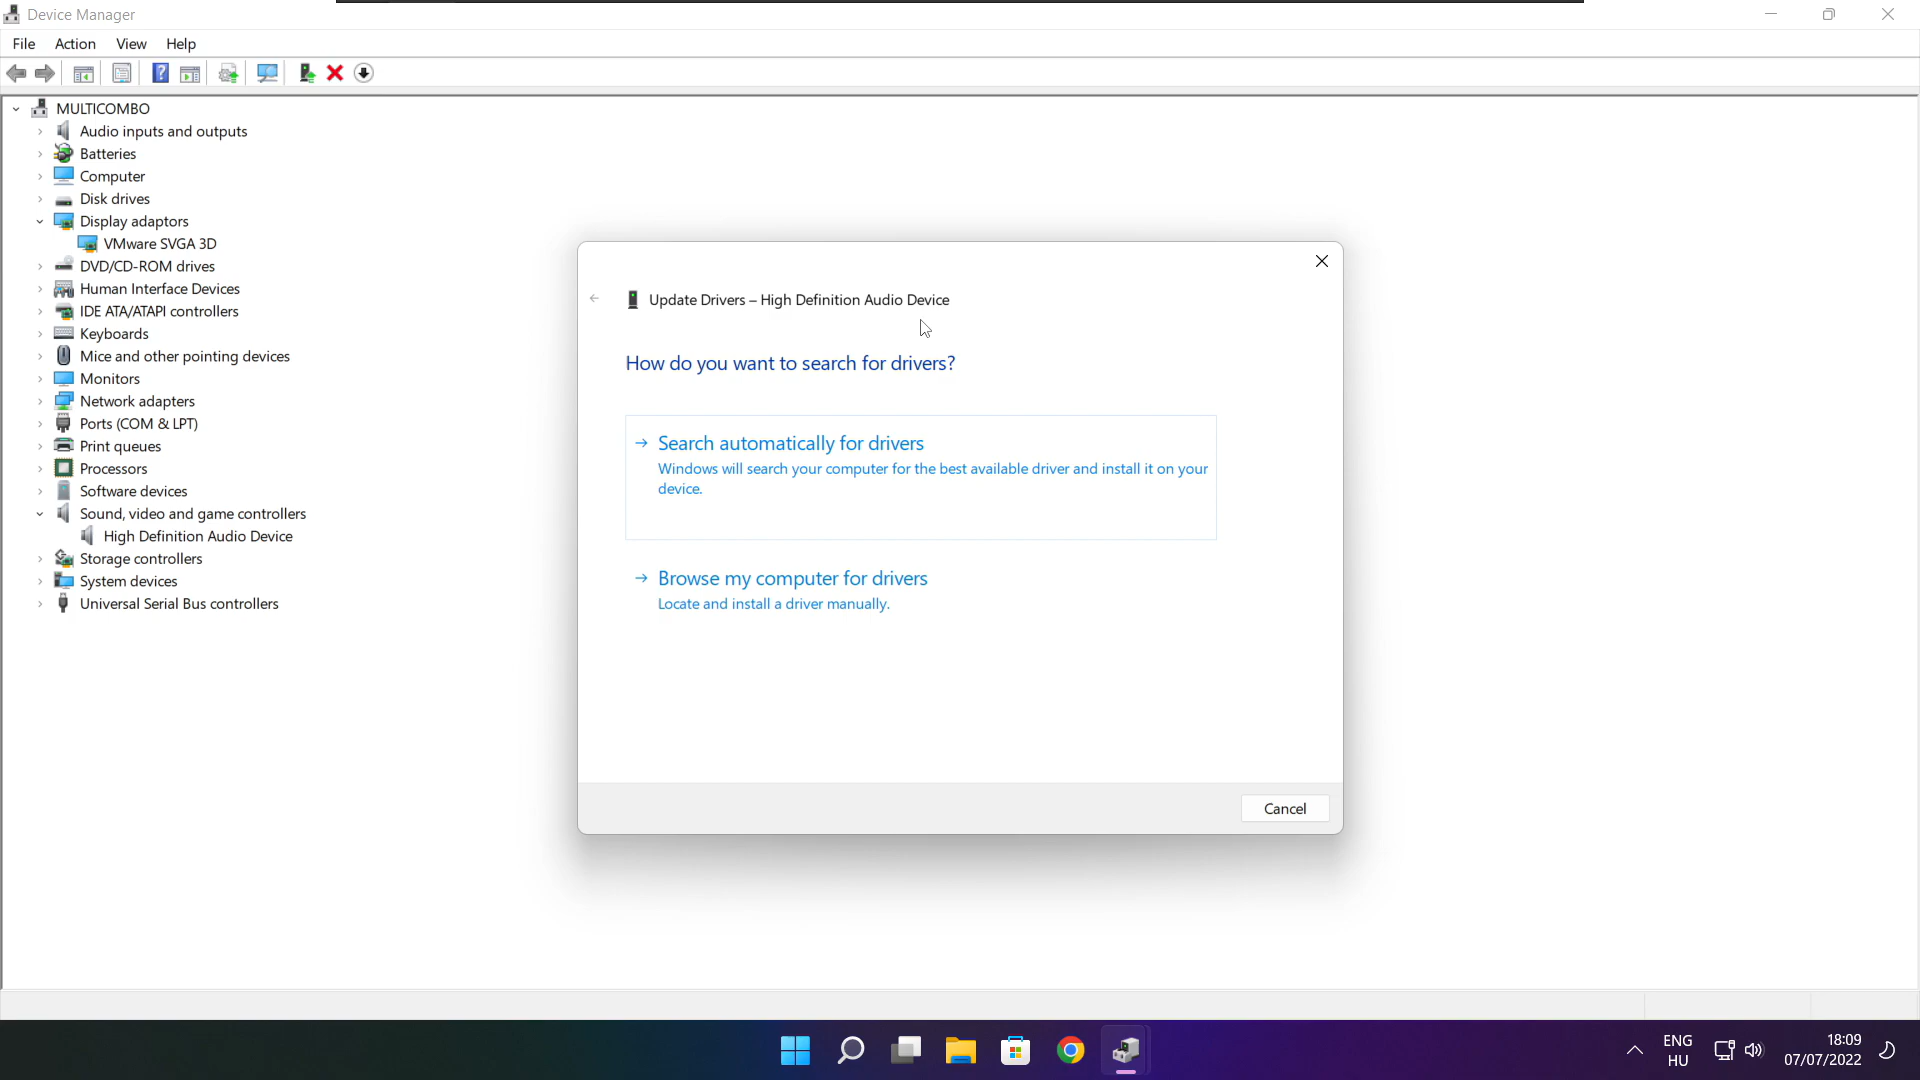 Device Manager
File Action View Help
MULTICOMBO
Audio inputs and outputs
Batteries
Computer
Disk drives
Display adaptors
VMware SVGA 3D
DVD/CD-ROM drives
Human Interface Devices
IDE ATA/ATAPI controllers
Keyboards
Mice and other pointing devices
Monitors
Network adapters
Ports (COM & LPT)
Print queues
Processors
Software devices
Sound, video and game controllers
High Definition Audio Device
Storage controllers
System devices
Universal Serial Bus controllers
Update Drivers – High Definition Audio Device
How do you want to search for drivers?
Search automatically for drivers
Windows will search your computer for the best available driver and install it on your
device.
Browse my computer for drivers
Locate and install a driver manually.
Cancel
ENG
HU
18:09
07/07/2022